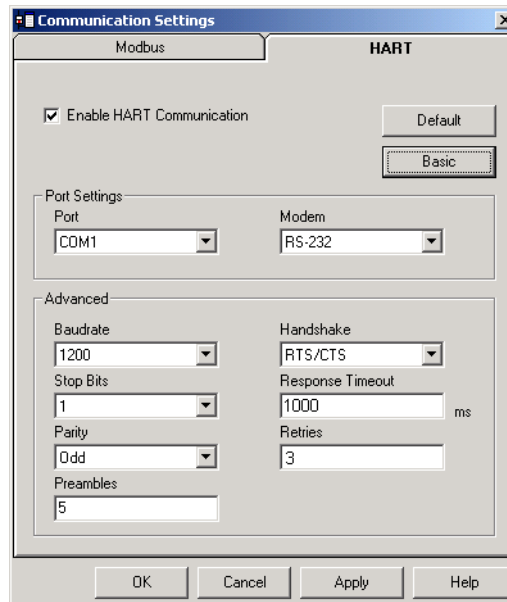 Communication Settings
Modbus
HART
Enable HART Communication
Default
Basic
Port Settings
Port
Modem
COM1
RS-232
Advanced
Baudrate
Handshake
1200
RTS/CTS
Stop Bits
Response Timeout
1
1000
ms
Parity
Retries
Odd
3
Preambles
5
OK
Cancel
Apply
Help